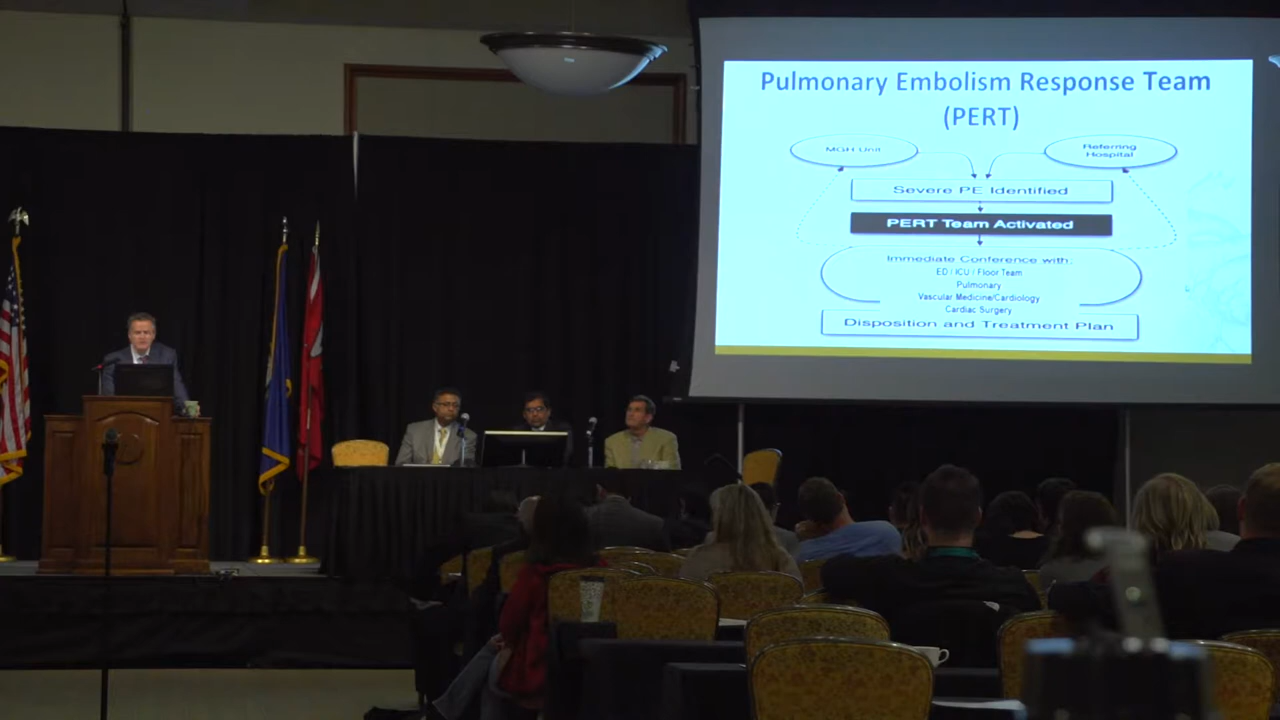 Pulmonary Embolism Response Team
(PERT)
MGH Unit
Referring
Hospital
Severe PE Identified
PERT Team Activated
Immediate Conference with:
ED / ICU / Floor Team
Pulmonary
Vascular Medicine/Cardiology
Cardiac Surgery
Disposition and Treatment Plan